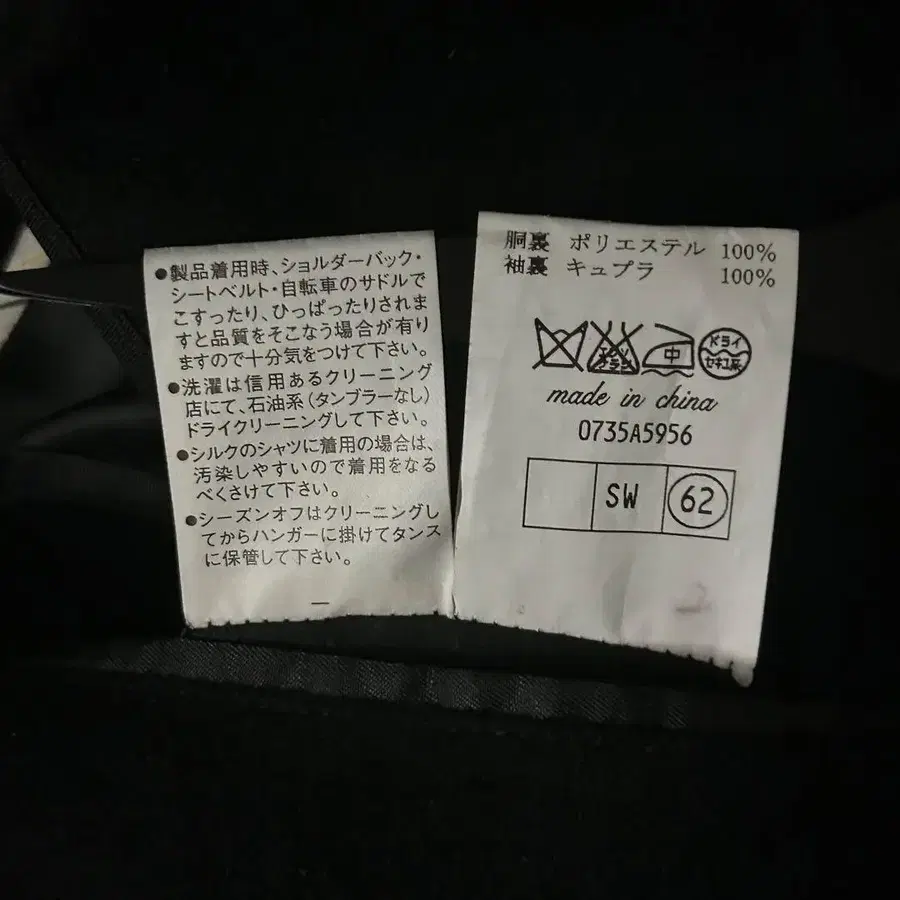 ●製品着用時、ショルダーバック・
シートベルト・自転車のサドルで
こすったり、ひっぱったりされま
すと品質をそこなう場合が有り
ますので十分気をつけて下さい。
●洗濯は信用あるクリーニング
店にて、石油系(タンブラーなし)
ドライクリーニングして下さい。
●シルクのシャツに着用の場合は、
汚染しやすいので着用をなる
べくさけて下さい。
●シーズンオフはクリーニングし
てからハンガーに掛けてタンス
に保管して下さい。
胴裏 ポリエステル 100%
袖裏 キュプラ 100%
エンソ
サラシ
中
ドライ
セキユ系
made in china
0735A5956
SW 62